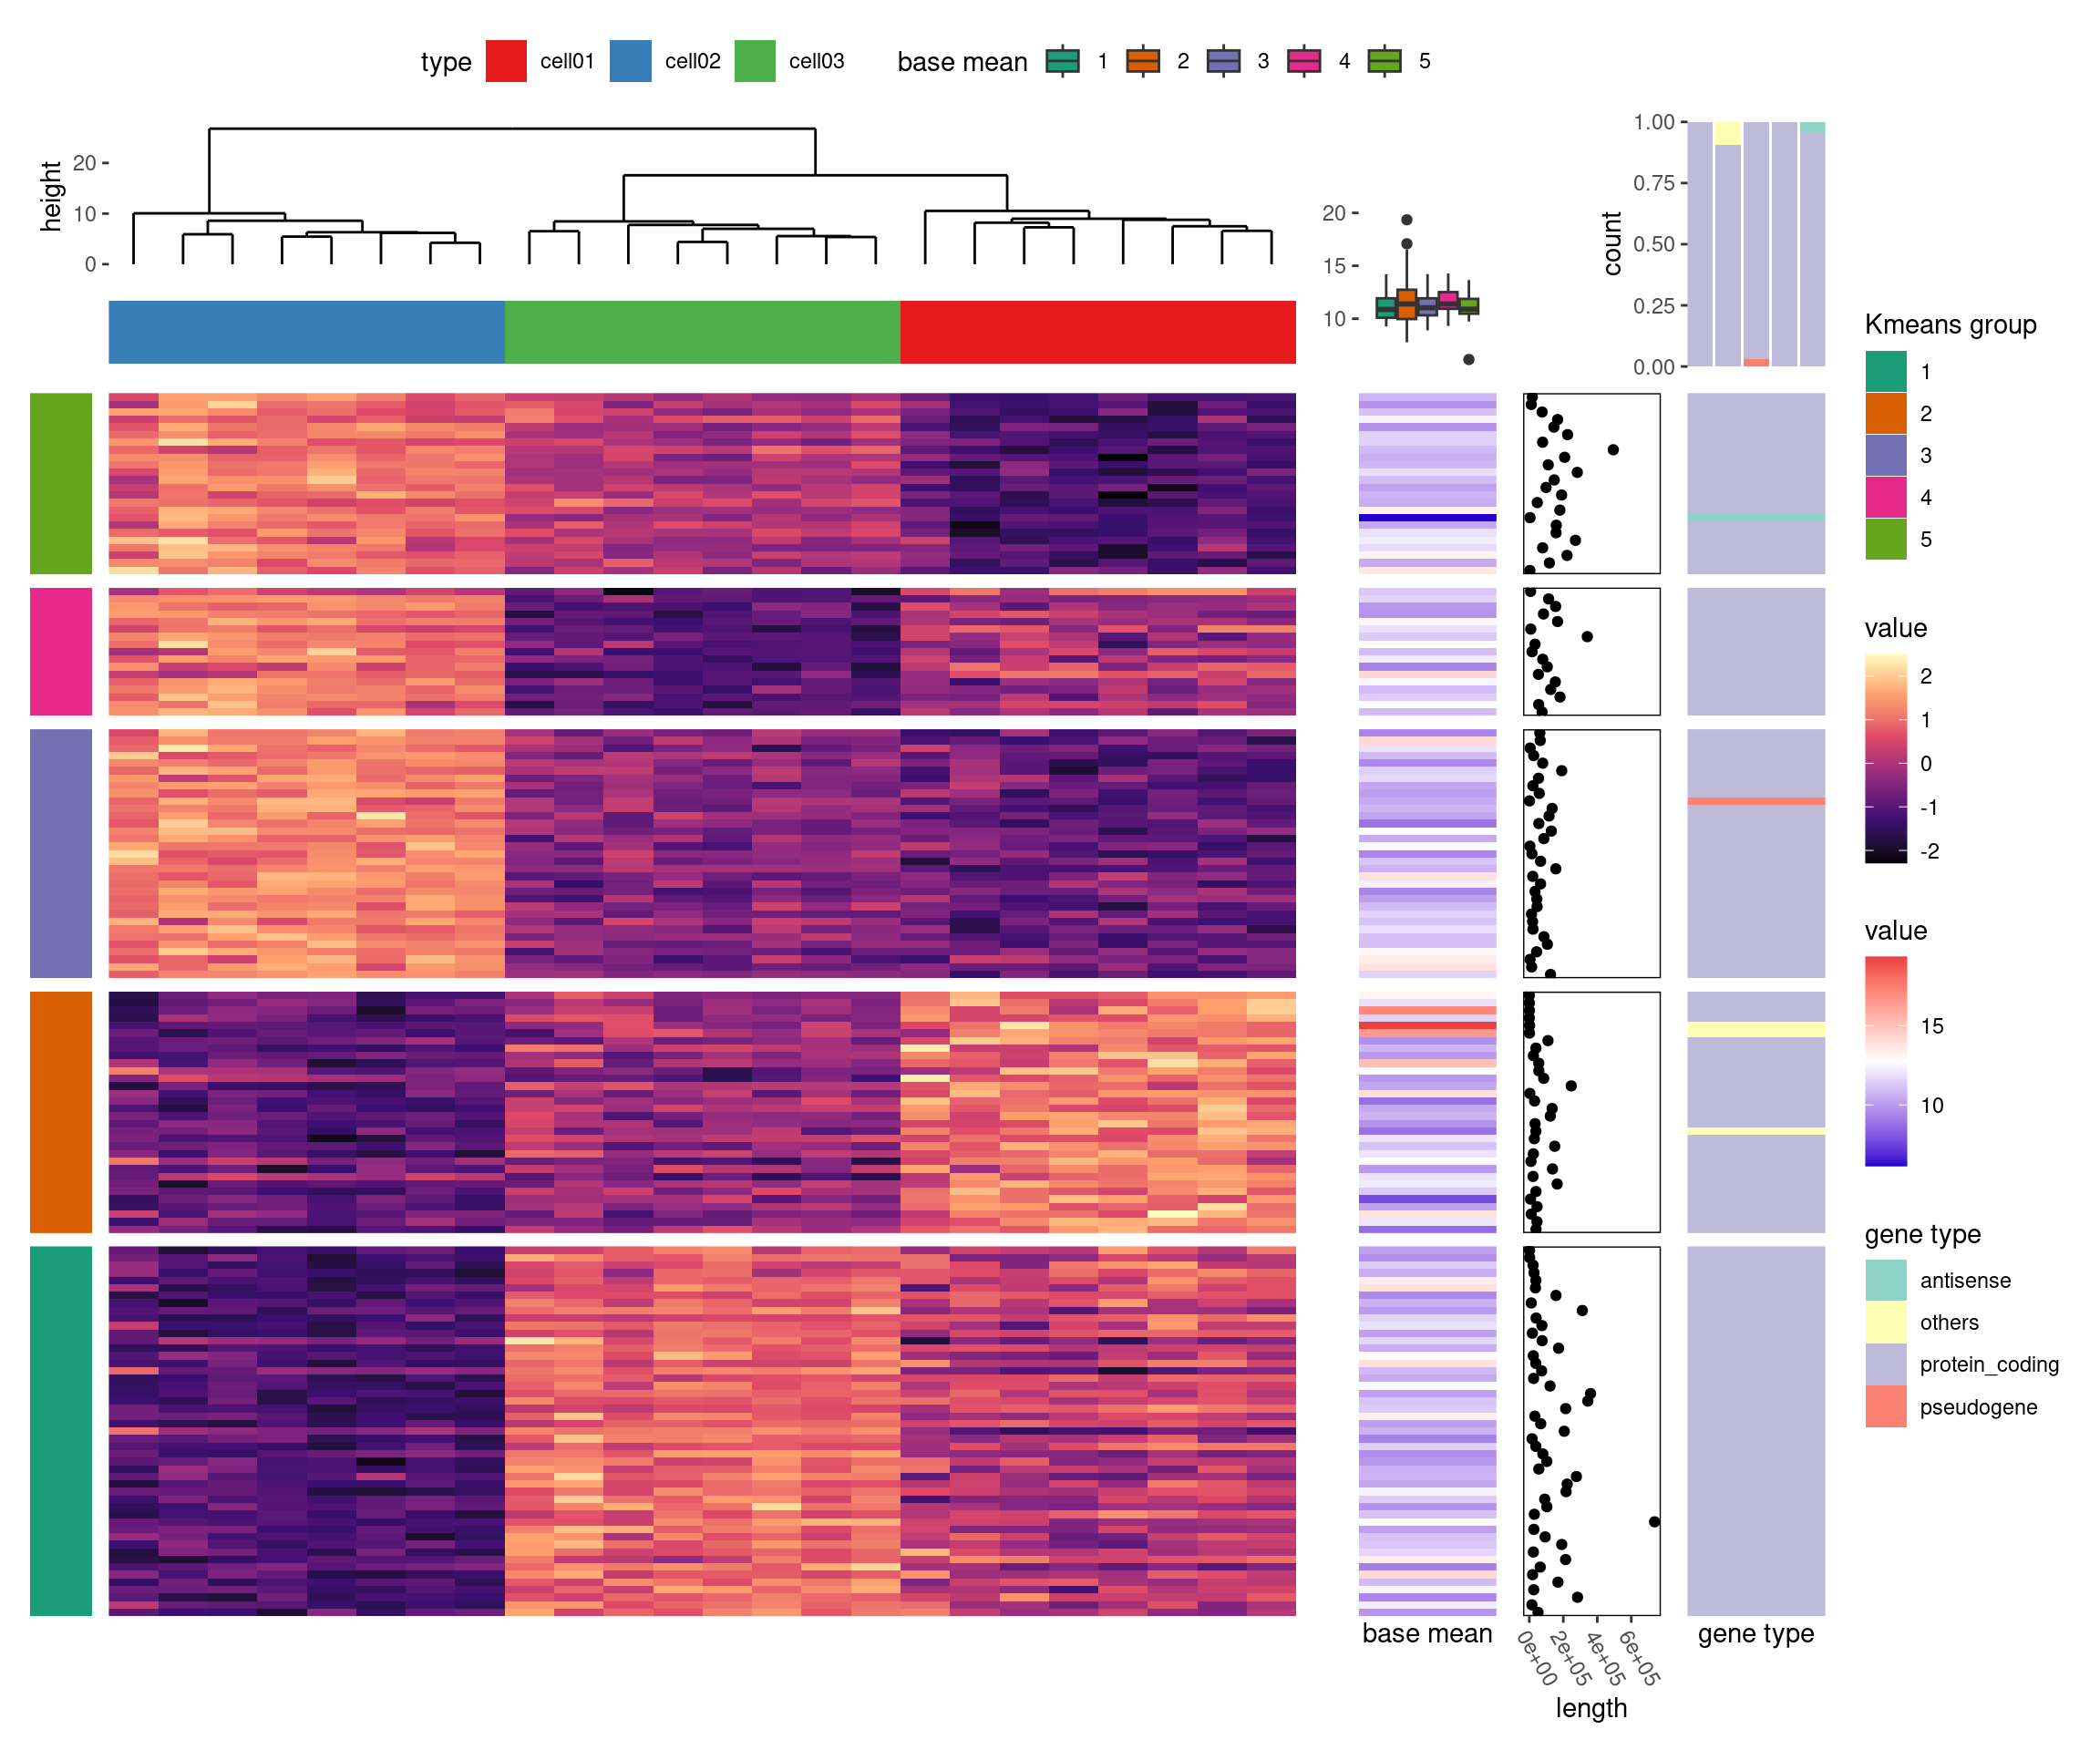 type cell01 cell02 cell03 base mean 1 2 3 4 5
height
20
10
0
20
15
10
count
1.00
0.75
0.50
0.25
0.00
Kmeans group
1
2
3
4
5
value
2
1
0
-1
-2
value
15
10
gene type
antisense
others
protein_coding
pseudogene
base mean
0e+00 2e+05 4e+05 6e+05
length
gene type